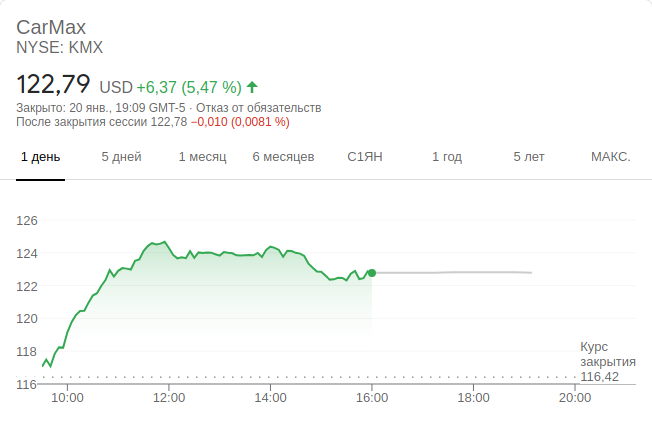 CarMax
NYSE: KMX
122,79 USD +6,37 (5,47 %)
Закрыто: 20 янв., 19:09 GMT-5 · Отказ от обязательств
После закрытия сессии 122,78 −0,010 (0,0081 %)
1 день 5 дней 1 месяц 6 месяцев С1ЯН 1 год 5 лет МАКС.
126
124
122
120
118
Курс
закрытия
116,42
116
10:00 12:00 14:00 16:00 18:00 20:00